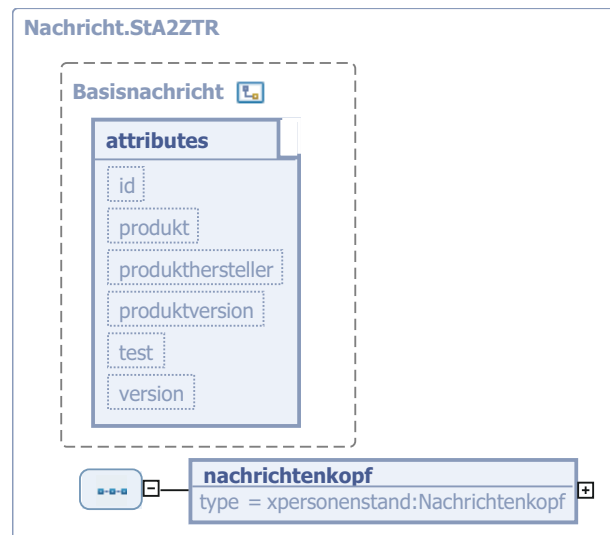 Nachricht.StA2ZTR
Basisnachricht
attributes
id
produkt
produkthersteller
produktversion
test
version
nachrichtenkopf
type = xpersonenstand:Nachrichtenkopf